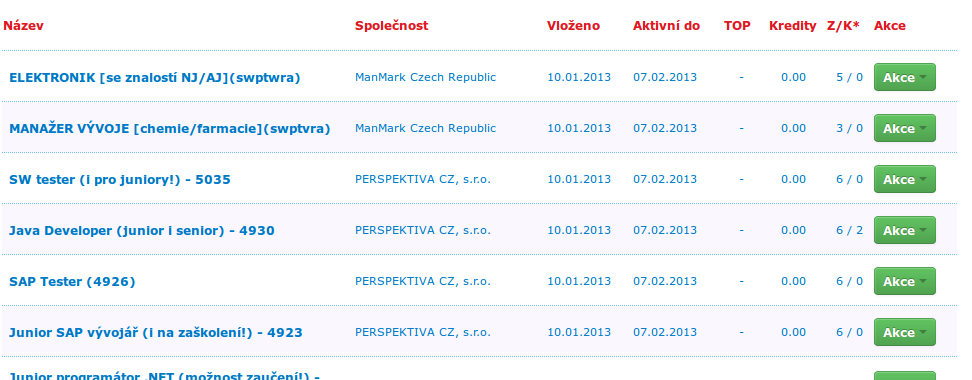 Název Společnost Vloženo Aktivní do TOP Kredity Z/K* Akce
ELEKTRONIK [se znalostí NJ/AJ](swptwra) ManMark Czech Republic 10.01.2013 07.02.2013 - 0.00 5 / 0 Akce
MANAŽER VÝVOJE [chemie/farmacie](swptvra) ManMark Czech Republic 10.01.2013 07.02.2013 - 0.00 3 / 0 Akce
SW tester (i pro juniory!) - 5035 PERSPEKTIVA CZ, s.r.o. 10.01.2013 07.02.2013 - 0.00 6 / 0 Akce
Java Developer (junior i senior) - 4930 PERSPEKTIVA CZ, s.r.o. 10.01.2013 07.02.2013 - 0.00 6 / 2 Akce
SAP Tester (4926) PERSPEKTIVA CZ, s.r.o. 10.01.2013 07.02.2013 - 0.00 6 / 0 Akce
Junior SAP vývojář (i na zaškolení!) - 4923 PERSPEKTIVA CZ, s.r.o. 10.01.2013 07.02.2013 - 0.00 6 / 0 Akce
Junior programátor .NET (možnost zaučení!) -